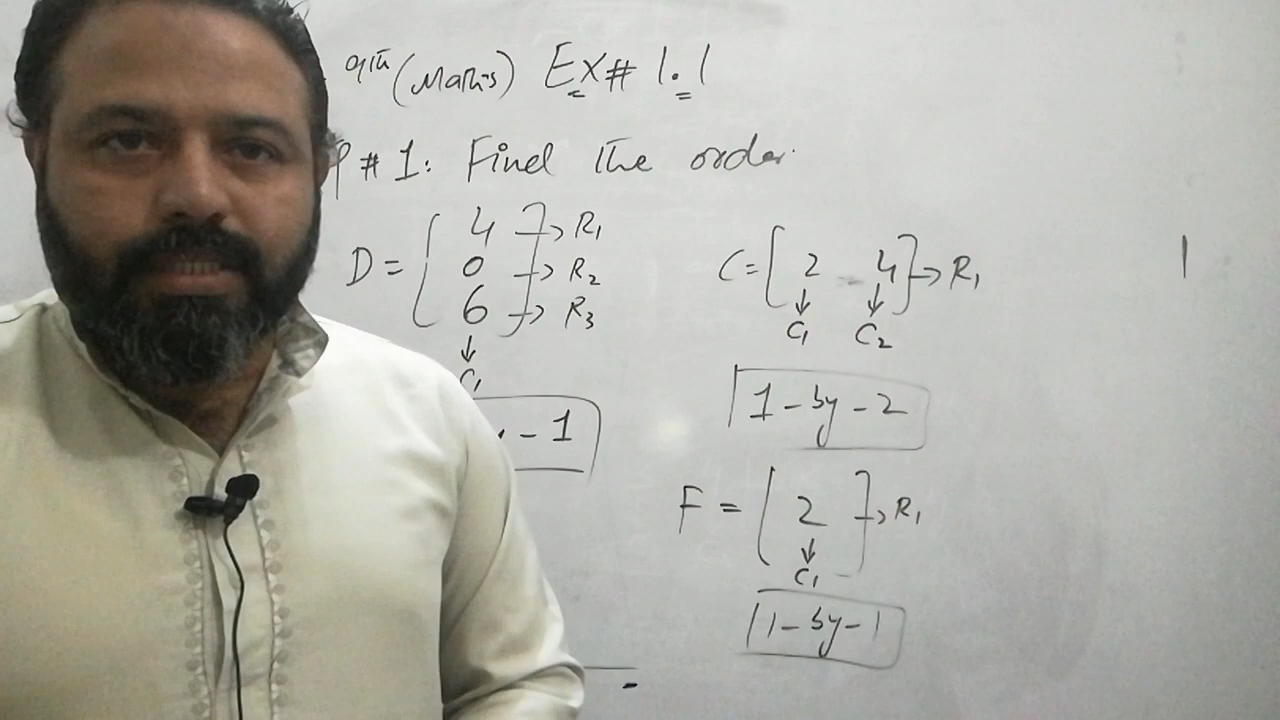 9th (Maths) Ex# 1.1
Q # 1: Find the order.
D = [ 4 ] → R1
0 → R2
6 → R3
↓
C1
- 1
C = [ 2 4 ] → R1
↓ ↓
C1 C2
1 - by - 2
F = [ 2 ] → R1
↓
C1
1 - by - 1